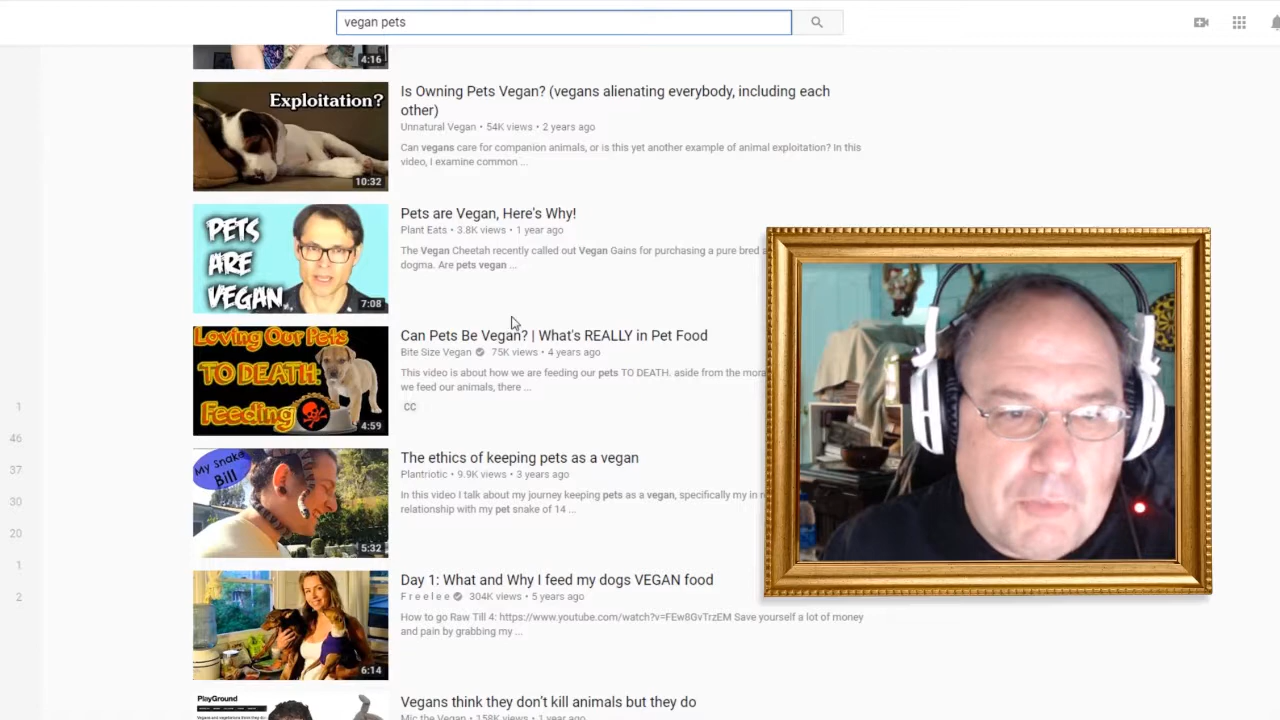 vegan pets
4:16
Exploitation?
10:32
Is Owning Pets Vegan? (vegans alienating everybody, including each
other)
Unnatural Vegan • 54K views • 2 years ago
Can vegans care for companion animals, or is this yet another example of animal exploitation? In this
video, I examine common ...
PETS
ARE
VEGAN
7:08
Pets are Vegan, Here's Why!
Plant Eats • 3.8K views • 1 year ago
The Vegan Cheetah recently called out Vegan Gains for purchasing a pure bred
dogma. Are pets vegan ...
Loving Our Pets
TO DEATH:
Feeding
4:59
Can Pets Be Vegan? | What's REALLY in Pet Food
Bite Size Vegan 75K views • 4 years ago
This video is about how we are feeding our pets TO DEATH. aside from the
we feed our animals, there ...
CC
My Snake
Bill
5:32
The ethics of keeping pets as a vegan
Plantriotic • 9.9K views • 3 years ago
In this video I talk about my journey keeping pets as a vegan, specifically my in
relationship with my pet snake of 14 ...
6:14
Day 1: What and Why I feed my dogs VEGAN food
F r e e l e e 304K views • 5 years ago
How to go Raw Till 4: https://www.youtube.com/watch?v=FEw8GvTrzEM Save yourself a lot of money
and pain by grabbing my ...
PlayGround
Vegans think they don't kill animals but they do
Mic the Vegan • 158K views • 1 year ago
1
46
37
30
20
1
2